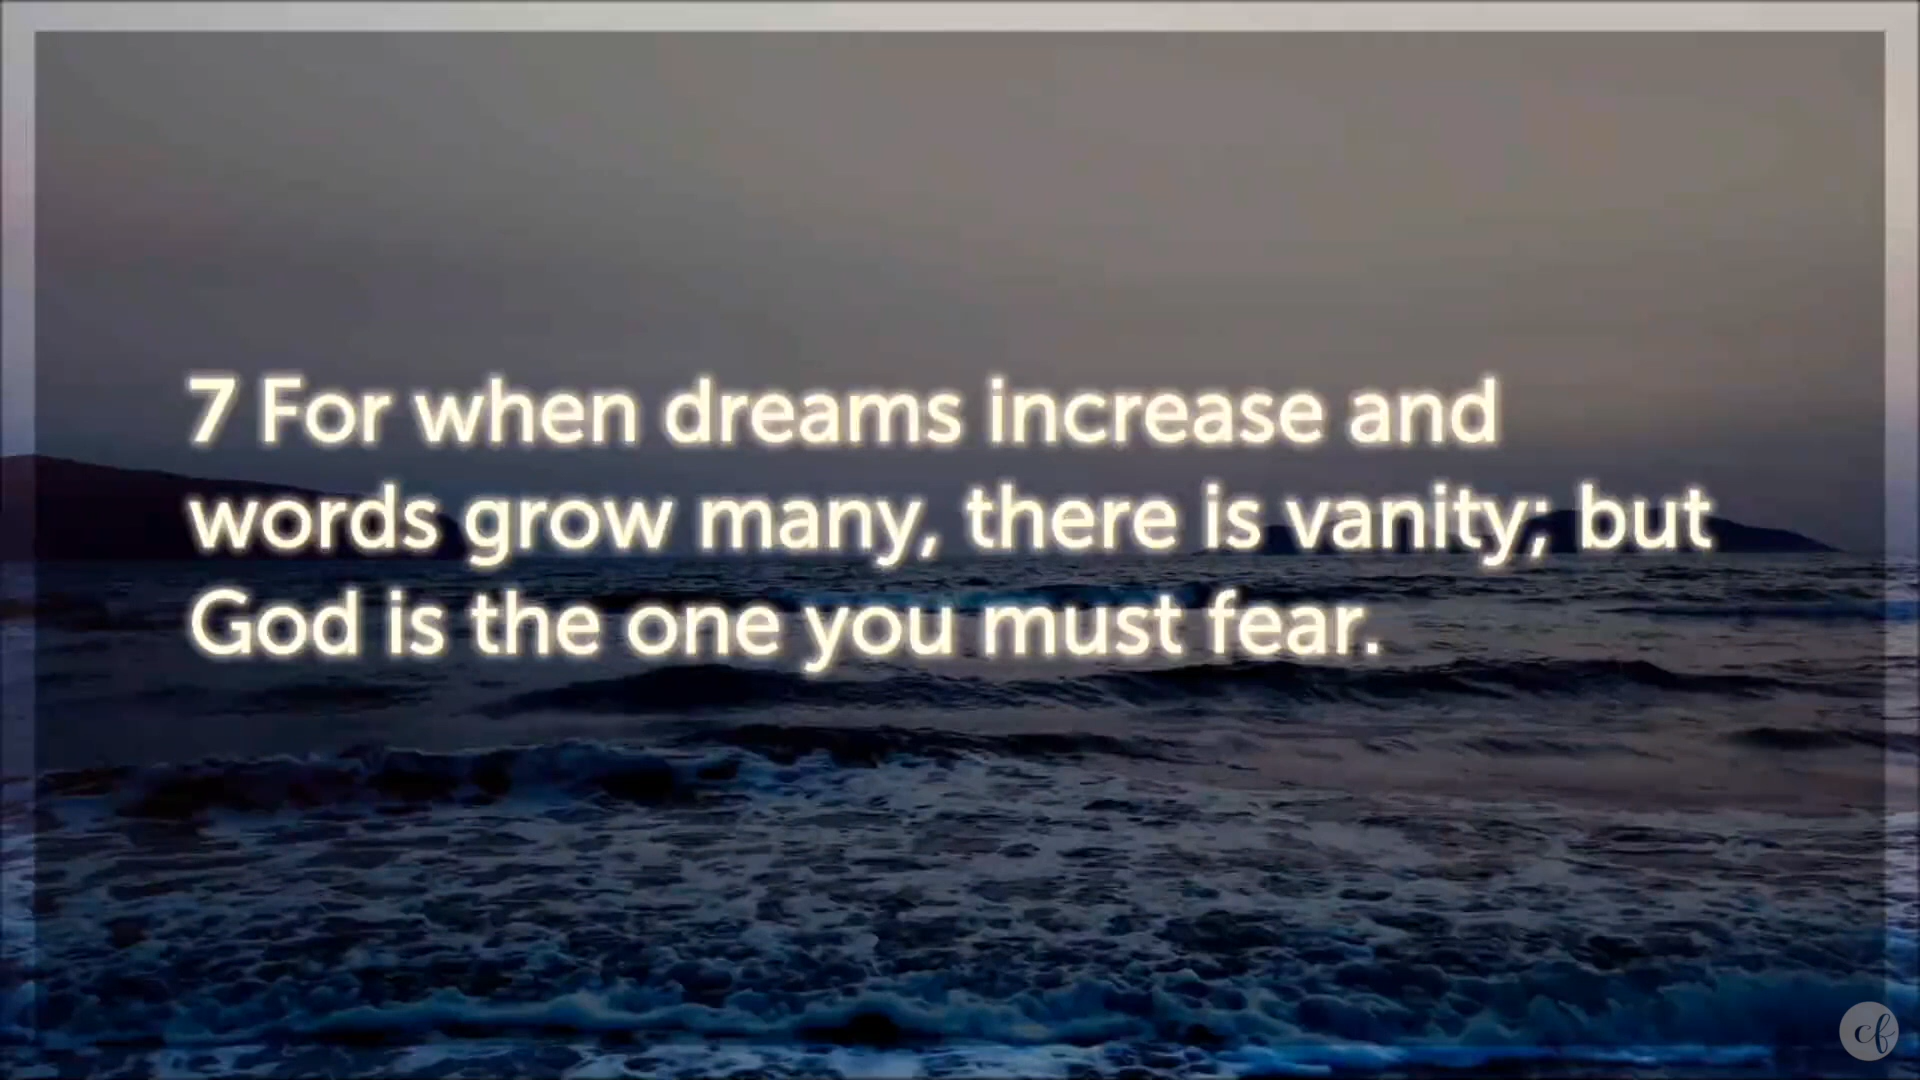 7 For when dreams increase and
words grow many, there is vanity; but
God is the one you must fear.
cf